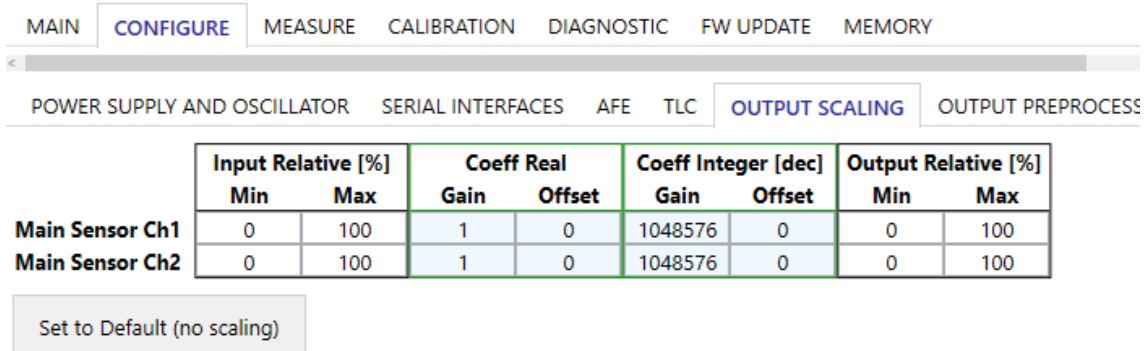 MAIN CONFIGURE MEASURE CALIBRATION DIAGNOSTIC FW UPDATE MEMORY
<
POWER SUPPLY AND OSCILLATOR SERIAL INTERFACES AFE TLC OUTPUT SCALING OUTPUT PREPROCESS
Input Relative [%] Coeff Real Coeff Integer [dec] Output Relative [%]
Min Max Gain Offset Gain Offset Min Max
Main Sensor Ch1 0 100 1 0 1048576 0 0 100
Main Sensor Ch2 0 100 1 0 1048576 0 0 100
Set to Default (no scaling)